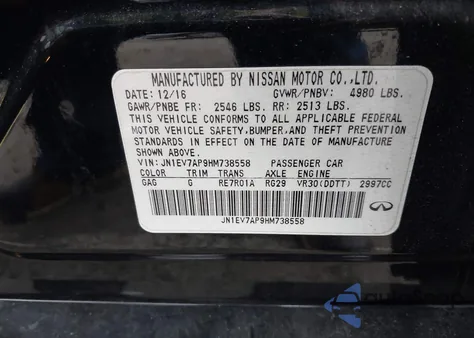 MANUFACTURED BY NISSAN MOTOR CO.,LTD.
DATE: 12/16 GVWR/PNBV: 4980 LBS.
GAWR/PNBE FR: 2546 LBS. RR: 2513 LBS.
THIS VEHICLE CONFORMS TO ALL APPLICABLE FEDERAL
MOTOR VEHICLE SAFETY,BUMPER,AND THEFT PREVENTION
STANDARDS IN EFFECT ON THE DATE OF MANUFACTURE
SHOWN ABOVE.
VIN: JN1EV7AP9HM738558 PASSENGER CAR
COLOR TRIM TRANS AXLE ENGINE
GAG G RE7R01A RG29 VR30(DDTT) 2997CC
JN1EV7AP9HM738558